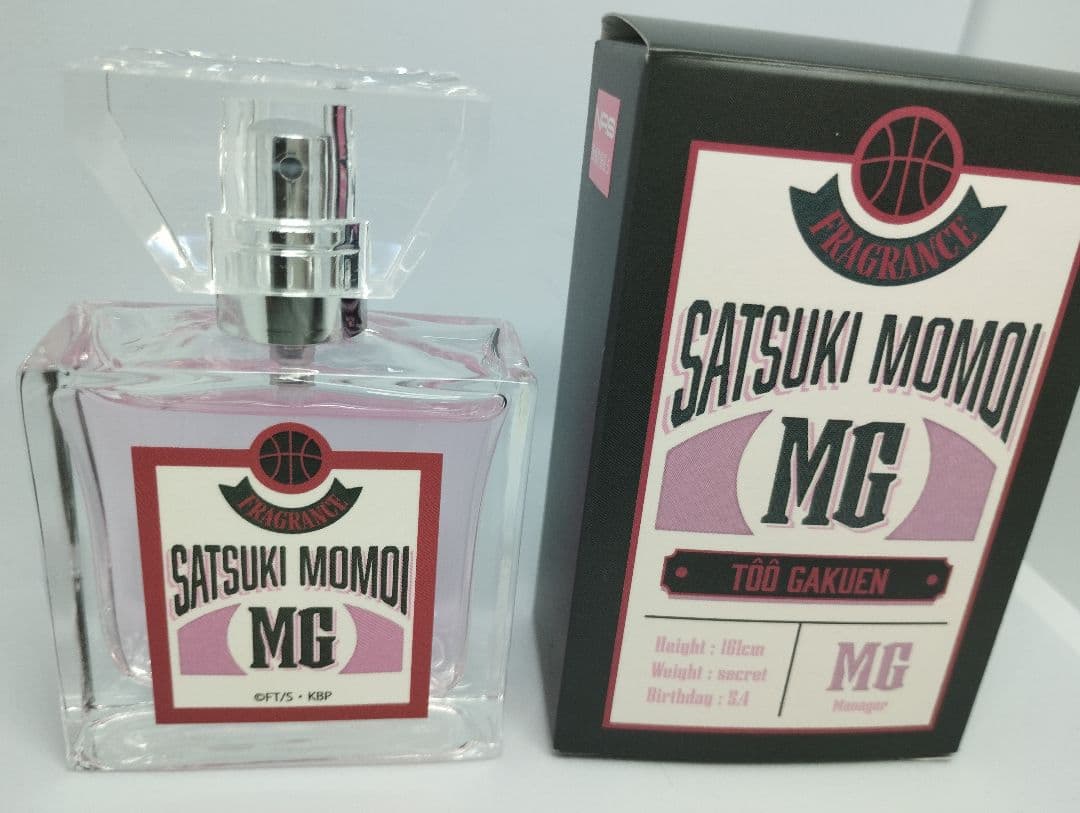 FRAGRANCE
SATSUKI MOMOI
MG
©FT/S・KBP
FRAGRANCE
SATSUKI MOMOI
MG
TÔÔ GAKUEN
Haight : 161cm
Weight : secret
Birthday : 5.4
MG
Manager